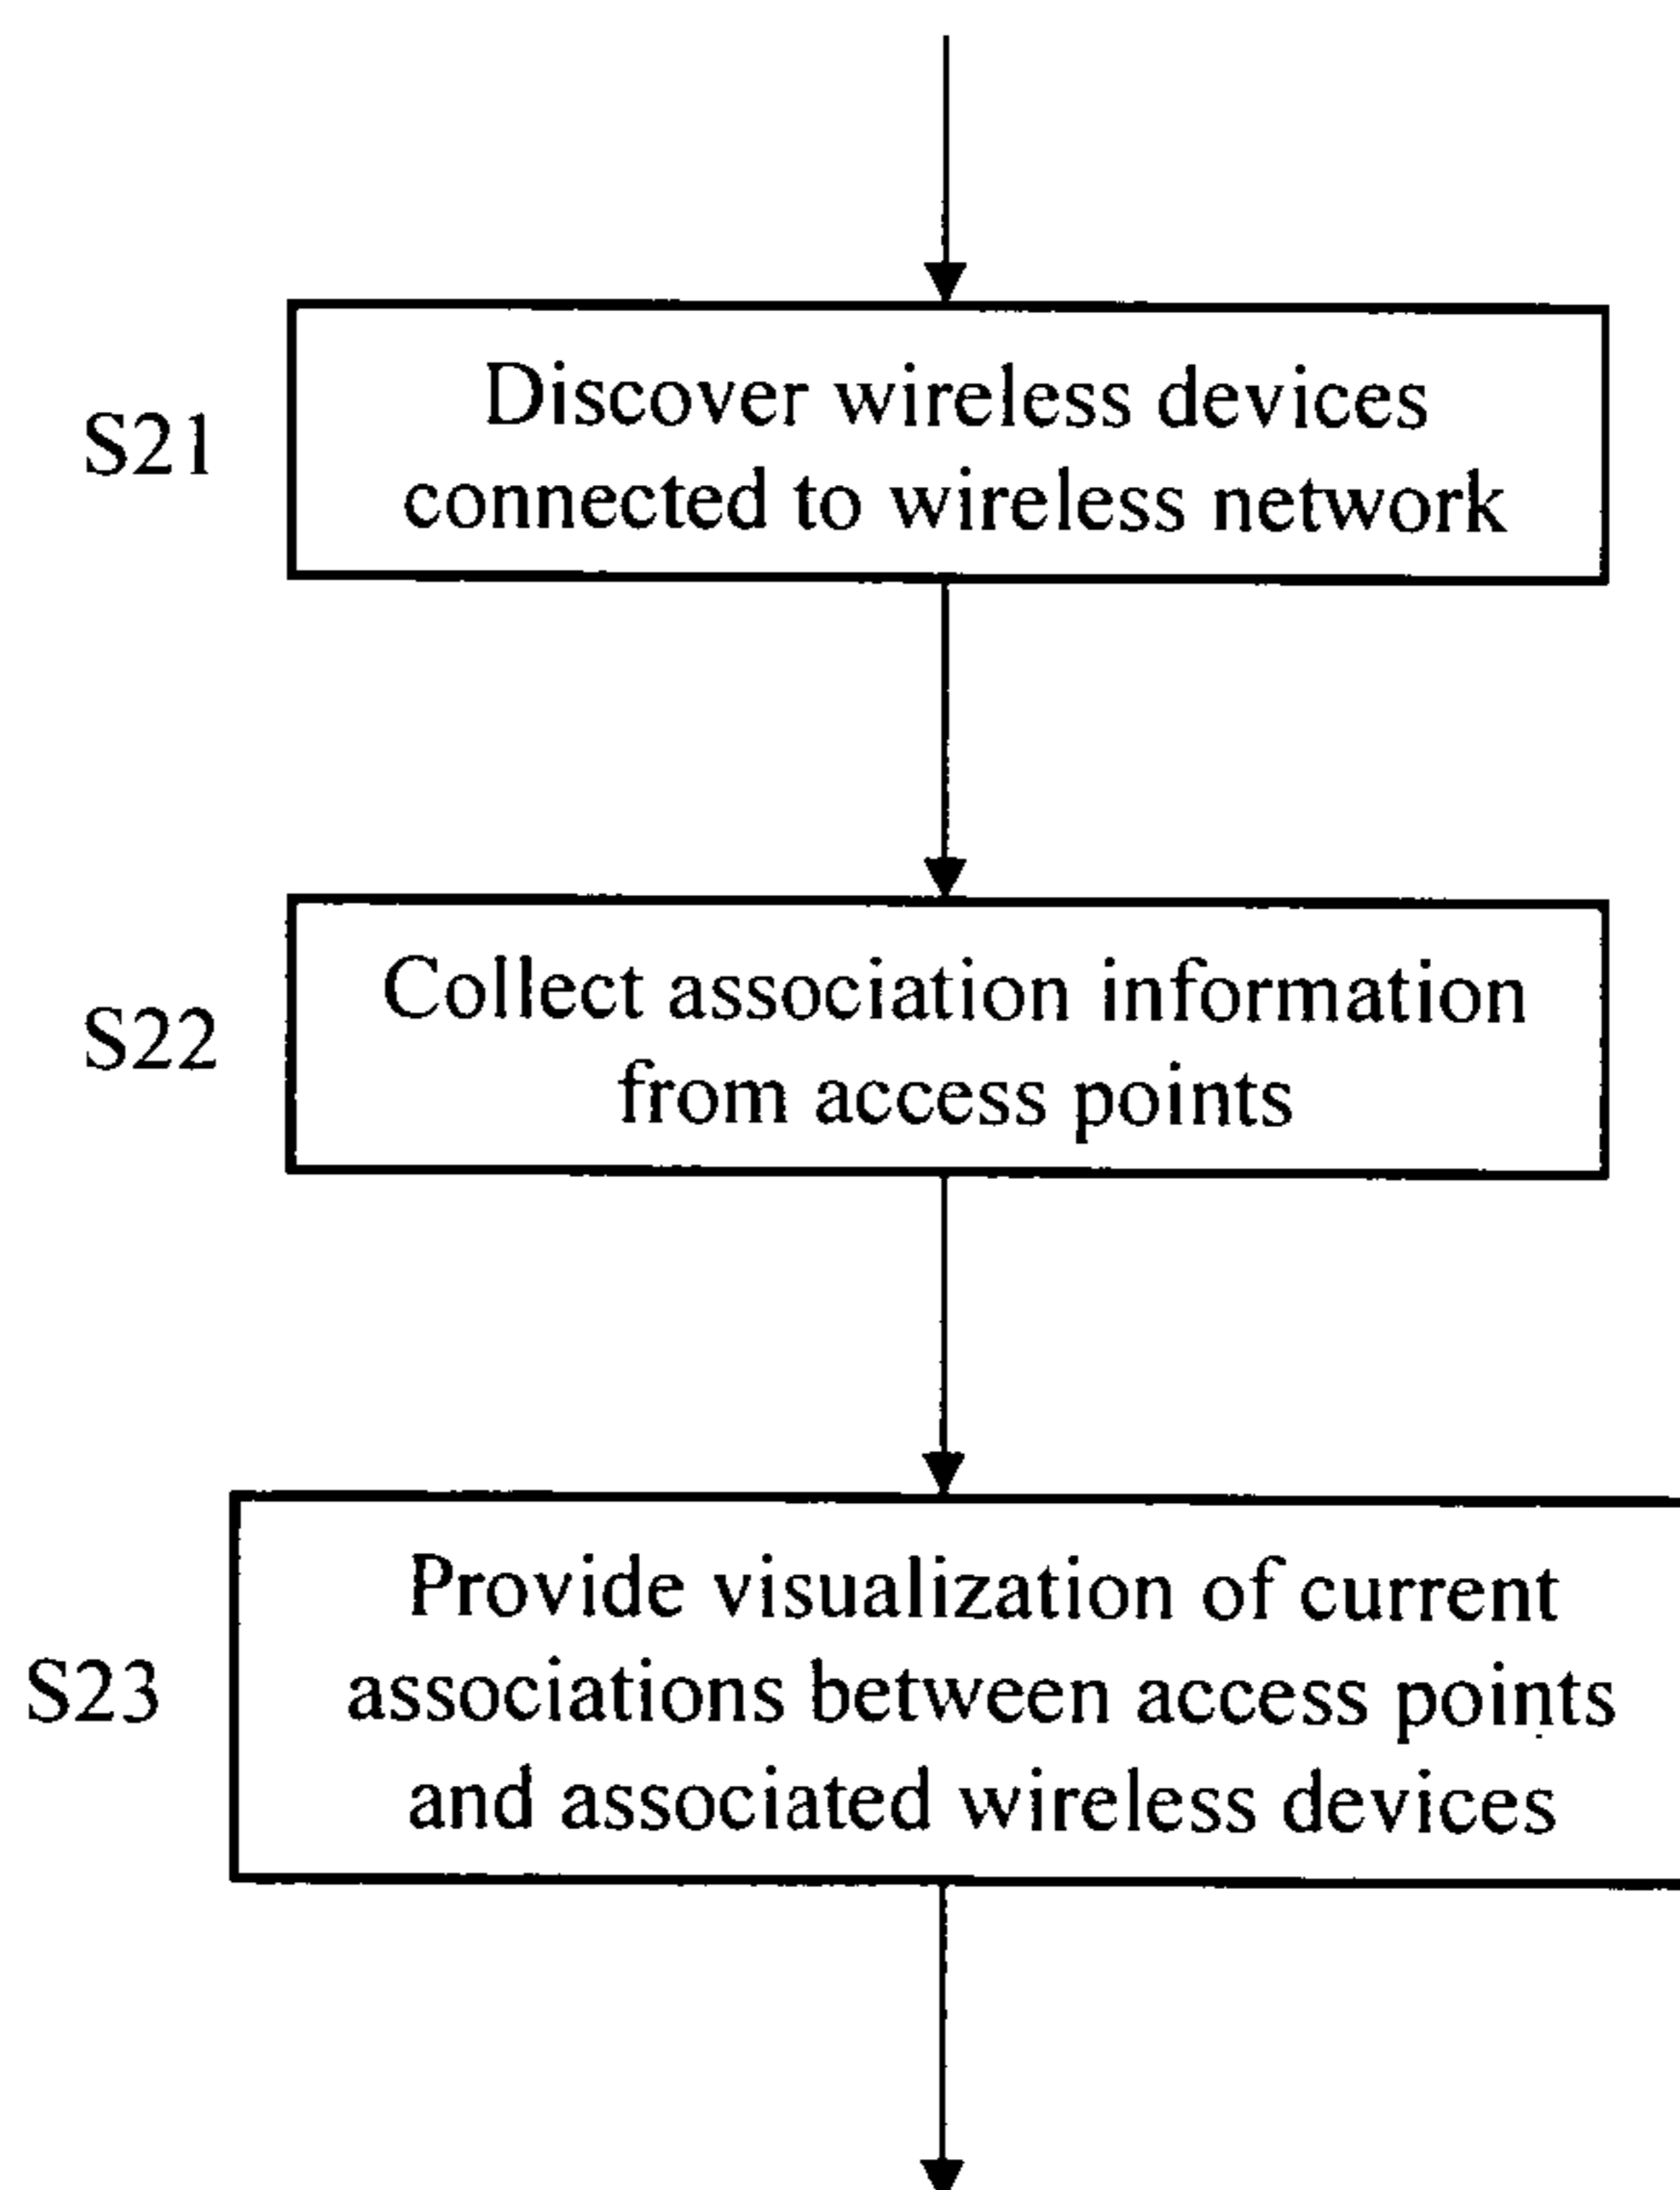 Discover wireless devices
S21
connected to wireless network
Collect association information
S22
from access points
Provide visualization of current
S23
associations between access points
and associated wireless devices